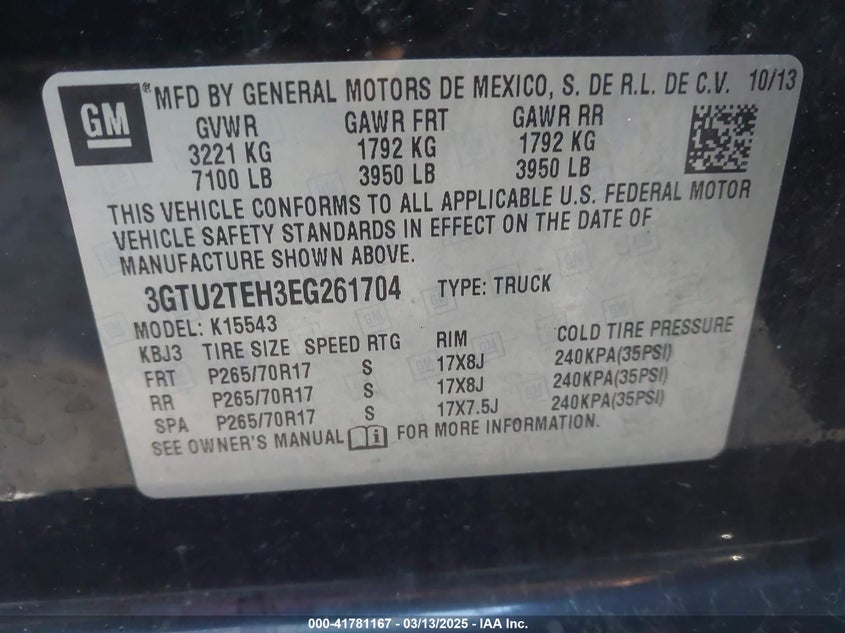 GM ® MFD BY GENERAL MOTORS DE MEXICO, S. DE R.L. DE C.V. 10/13
GVWR GAWR FRT GAWR RR
3221 KG 1792 KG 1792 KG
7100 LB 3950 LB 3950 LB
THIS VEHICLE CONFORMS TO ALL APPLICABLE U.S. FEDERAL MOTOR
VEHICLE SAFETY STANDARDS IN EFFECT ON THE DATE OF
MANUFACTURE SHOWN ABOVE.
3GTU2TEH3EG261704 TYPE: TRUCK
MODEL: K15543
KBJ3 TIRE SIZE SPEED RTG RIM COLD TIRE PRESSURE
FRT P265/70R17 S 17X8J 240KPA(35PSI)
RR P265/70R17 S 17X8J 240KPA(35PSI)
SPA P265/70R17 S 17X7.5J 240KPA(35PSI)
SEE OWNER'S MANUAL FOR MORE INFORMATION.
000-41781167 / 03/13/2025 - IAA Inc.